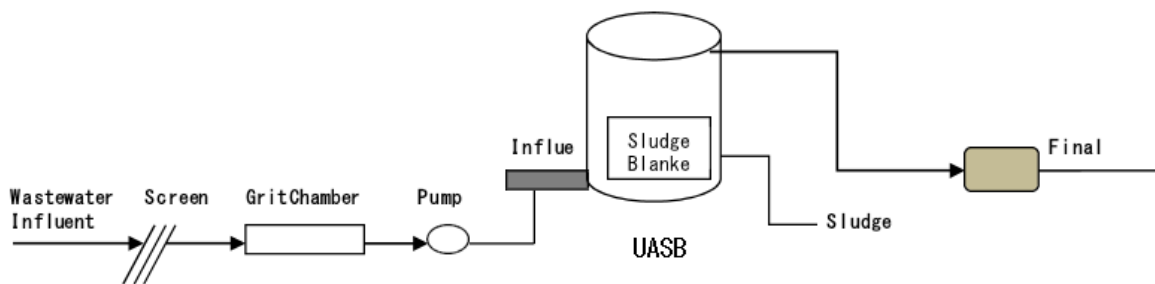 Wastewater
Influent
Screen
GritChamber
Pump
Influe
Sludge
Blanke
UASB
Sludge
Final